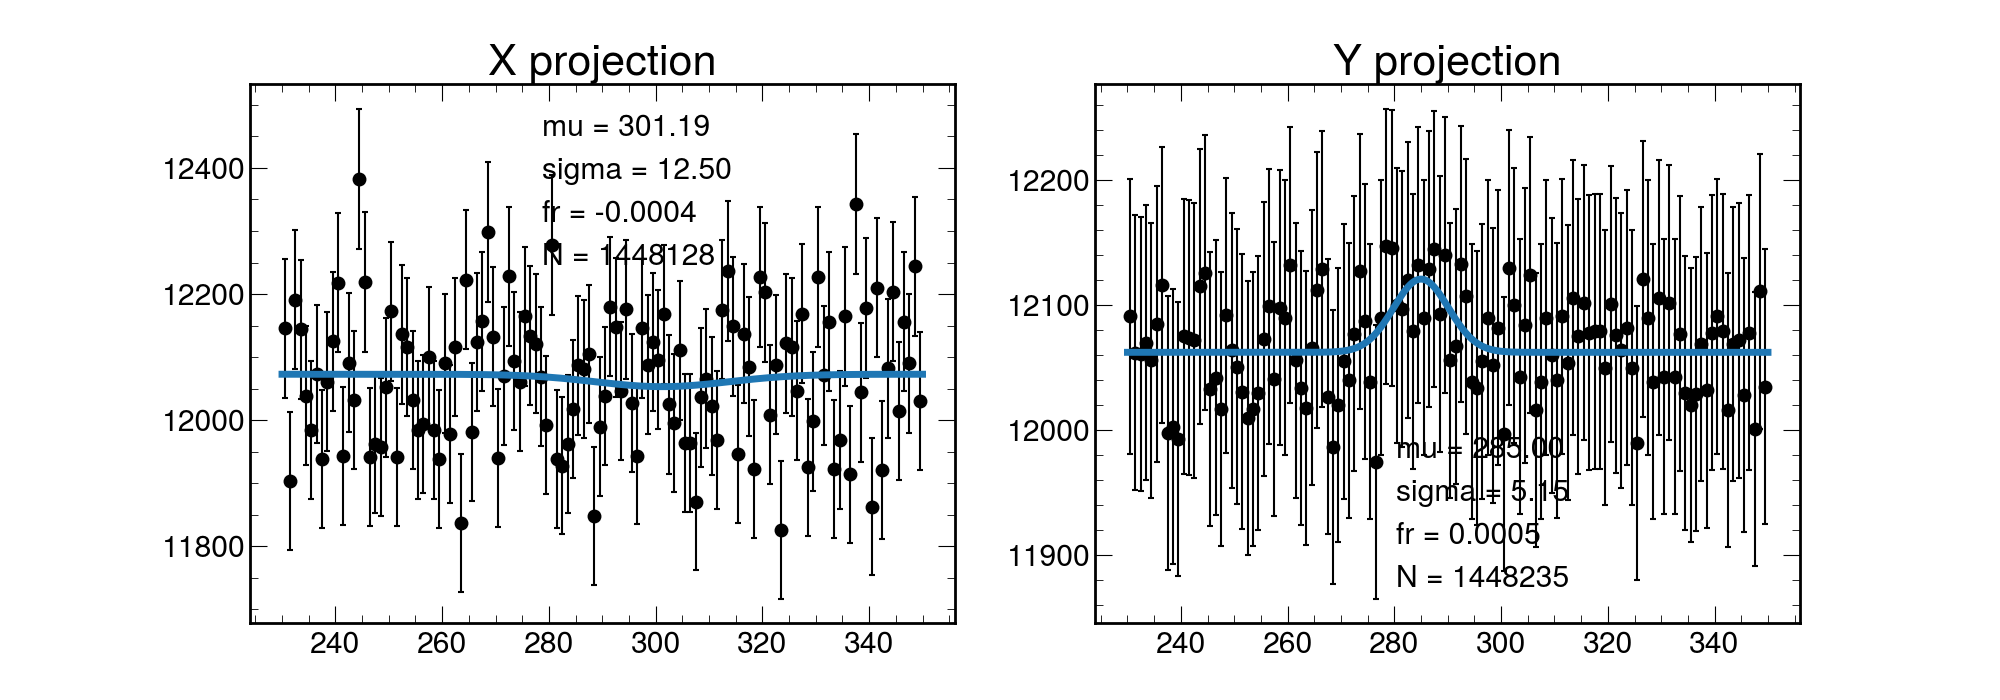 X projection
mu = 301.19
sigma = 12.50
fr = -0.0004
N = 1448128
12400
12200
12000
11800
240 260 280 300 320 340
Y projection
12200
12100
12000
11900
mu = 285.00
sigma = 5.15
fr = 0.0005
N = 1448235
240 260 280 300 320 340